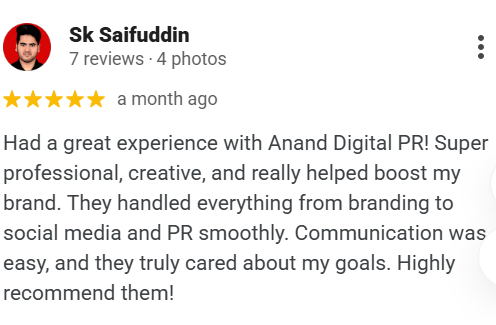 Sk Saifuddin
7 reviews · 4 photos
a month ago
Had a great experience with Anand Digital PR! Super
professional, creative, and really helped boost my
brand. They handled everything from branding to
social media and PR smoothly. Communication was
easy, and they truly cared about my goals. Highly
recommend them!